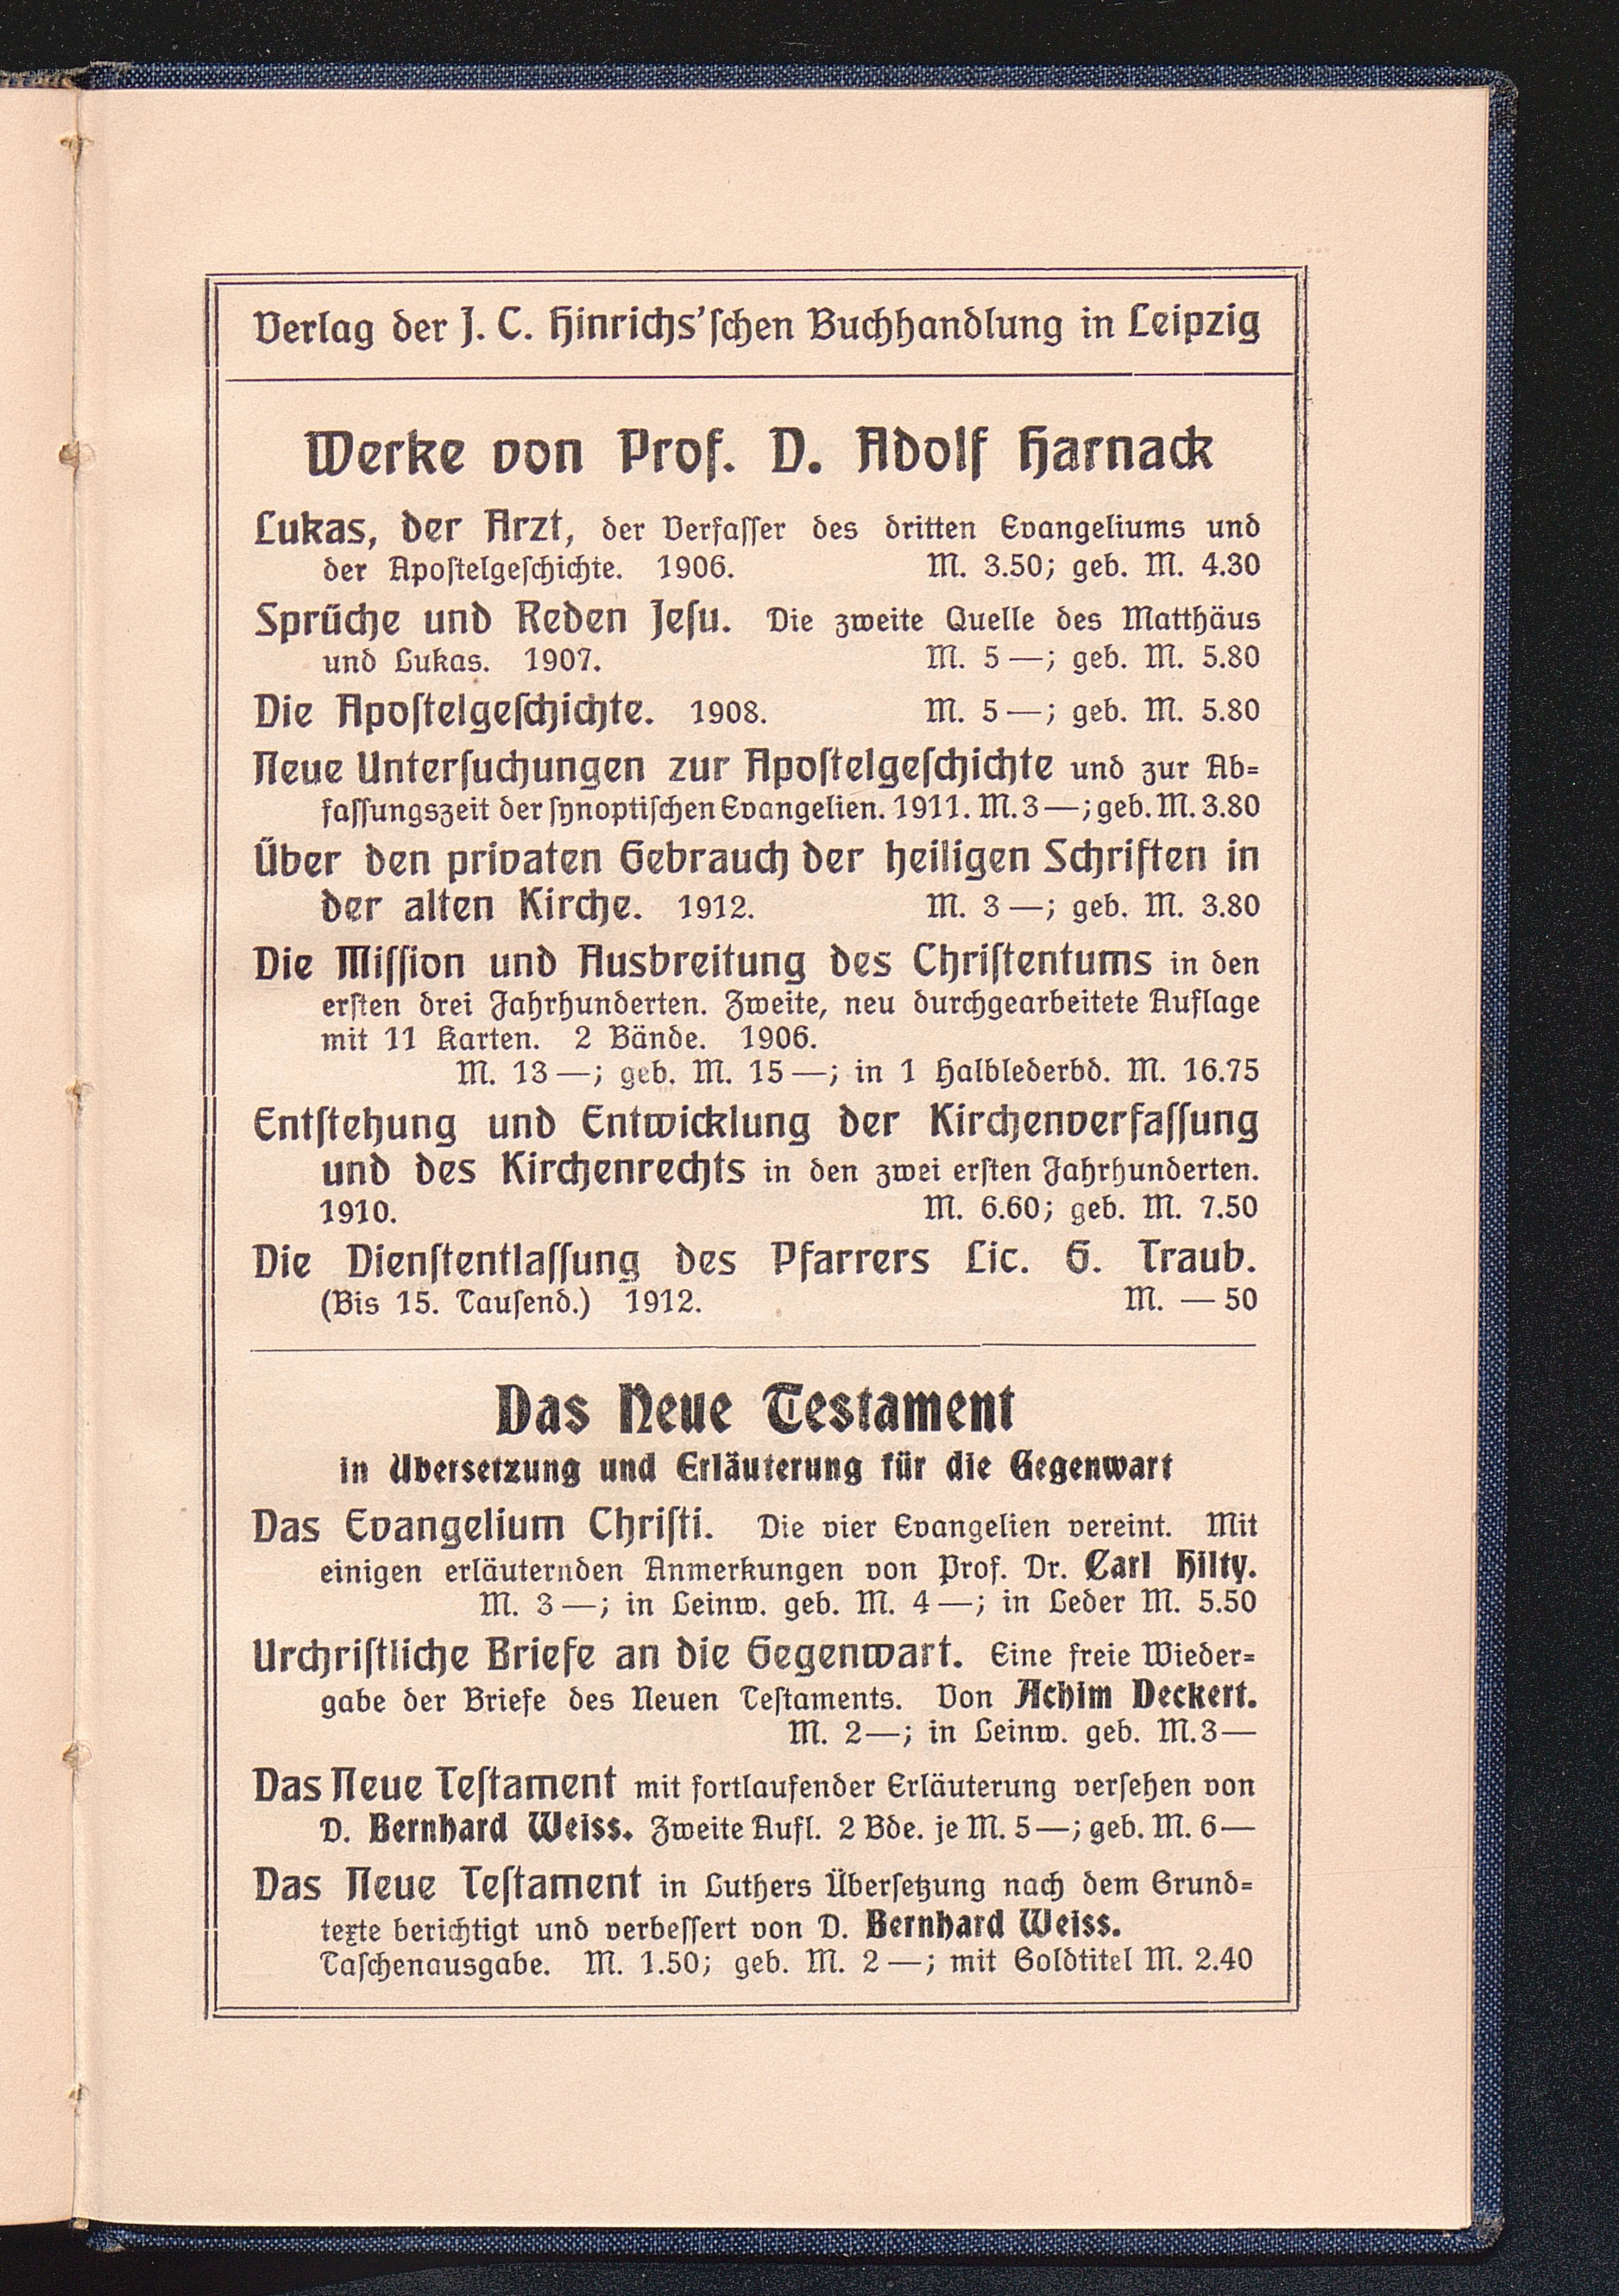 Verlag der J. C. Hinrichs'schen Buchhandlung in Leipzig
Werke von Prof. D. Adolf Harnack
Lukas, der Arzt, der Verfasser des dritten Evangeliums und
der Apostelgeschichte. 1906. M. 3.50; geb. M. 4.30
Sprüche und Reden Jesu. Die zweite Quelle des Matthäus
und Lukas. 1907. M. 5 —; geb. M. 5.80
Die Apostelgeschichte. 1908. M. 5 —; geb. M. 5.80
Neue Untersuchungen zur Apostelgeschichte und zur Ab-
fassungszeit der synoptischen Evangelien. 1911. M. 3 —; geb. M. 3.80
Über den privaten Gebrauch der heiligen Schriften in
der alten Kirche. 1912. M. 3 —; geb. M. 3.80
Die Mission und Ausbreitung des Christentums in den
ersten drei Jahrhunderten. Zweite, neu durchgearbeitete Auflage
mit 11 Karten. 2 Bände. 1906.
M. 13 —; geb. M. 15 —; in 1 Halblederbd. M. 16.75
Entstehung und Entwicklung der Kirchenverfassung
und des Kirchenrechts in den zwei ersten Jahrhunderten.
1910. M. 6.60; geb. M. 7.50
Die Dienstentlassung des Pfarrers Lic. G. Traub.
(Bis 15. Tausend.) 1912. M. — 50
Das Neue Testament
in Übersetzung und Erläuterung für die Gegenwart
Das Evangelium Christi. Die vier Evangelien vereint. Mit
einigen erläuternden Anmerkungen von Prof. Dr. Carl Hilty.
M. 3 —; in Leinw. geb. M. 4 —; in Leder M. 5.50
Urchristliche Briefe an die Gegenwart. Eine freie Wieder-
gabe der Briefe des Neuen Testaments. Von Achim Deckert.
M. 2—; in Leinw. geb. M. 3—
Das Neue Testament mit fortlaufender Erläuterung versehen von
D. Bernhard Weiss. Zweite Aufl. 2 Bde. je M. 5—; geb. M. 6—
Das Neue Testament in Luthers Übersetzung nach dem Grund-
texte berichtigt und verbessert von D. Bernhard Weiss.
Taschenausgabe. M. 1.50; geb. M. 2 —; mit Goldtitel M. 2.40